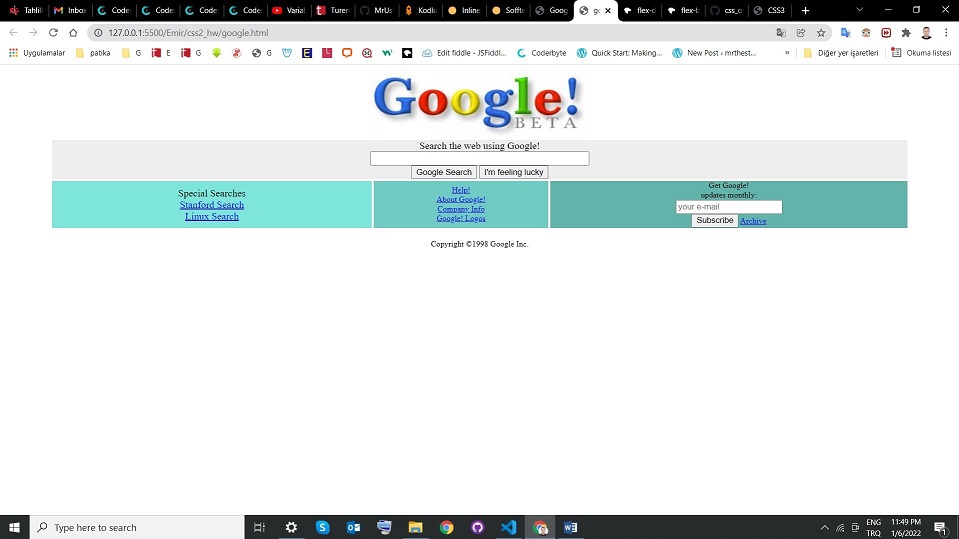 Tahlil
Inbox
Code
Code
Code
Code
Varial
Turen
MrUs
Kodlu
Inline
Softte
Goog
go
flex-d
flex-b
css_o
CSS3
127.0.0.1:5500/Emir/css2_hw/google.html
Uygulamalar
patika
G
E
G
G
Edit fiddle - JSFiddl...
Coderbyte
Quick Start: Making...
New Post ‹ mrthest...
»
Diğer yer işaretleri
Okuma listesi
Google!
BETA
Search the web using Google!
Google Search
I'm feeling lucky
Special Searches
Stanford Search
Linux Search
Help!
About Google!
Company Info
Google! Logos
Get Google!
updates monthly:
your e-mail
Subscribe Archive
Copyright ©1998 Google Inc.
Type here to search
ENG
TRQ
11:49 PM
1/6/2022